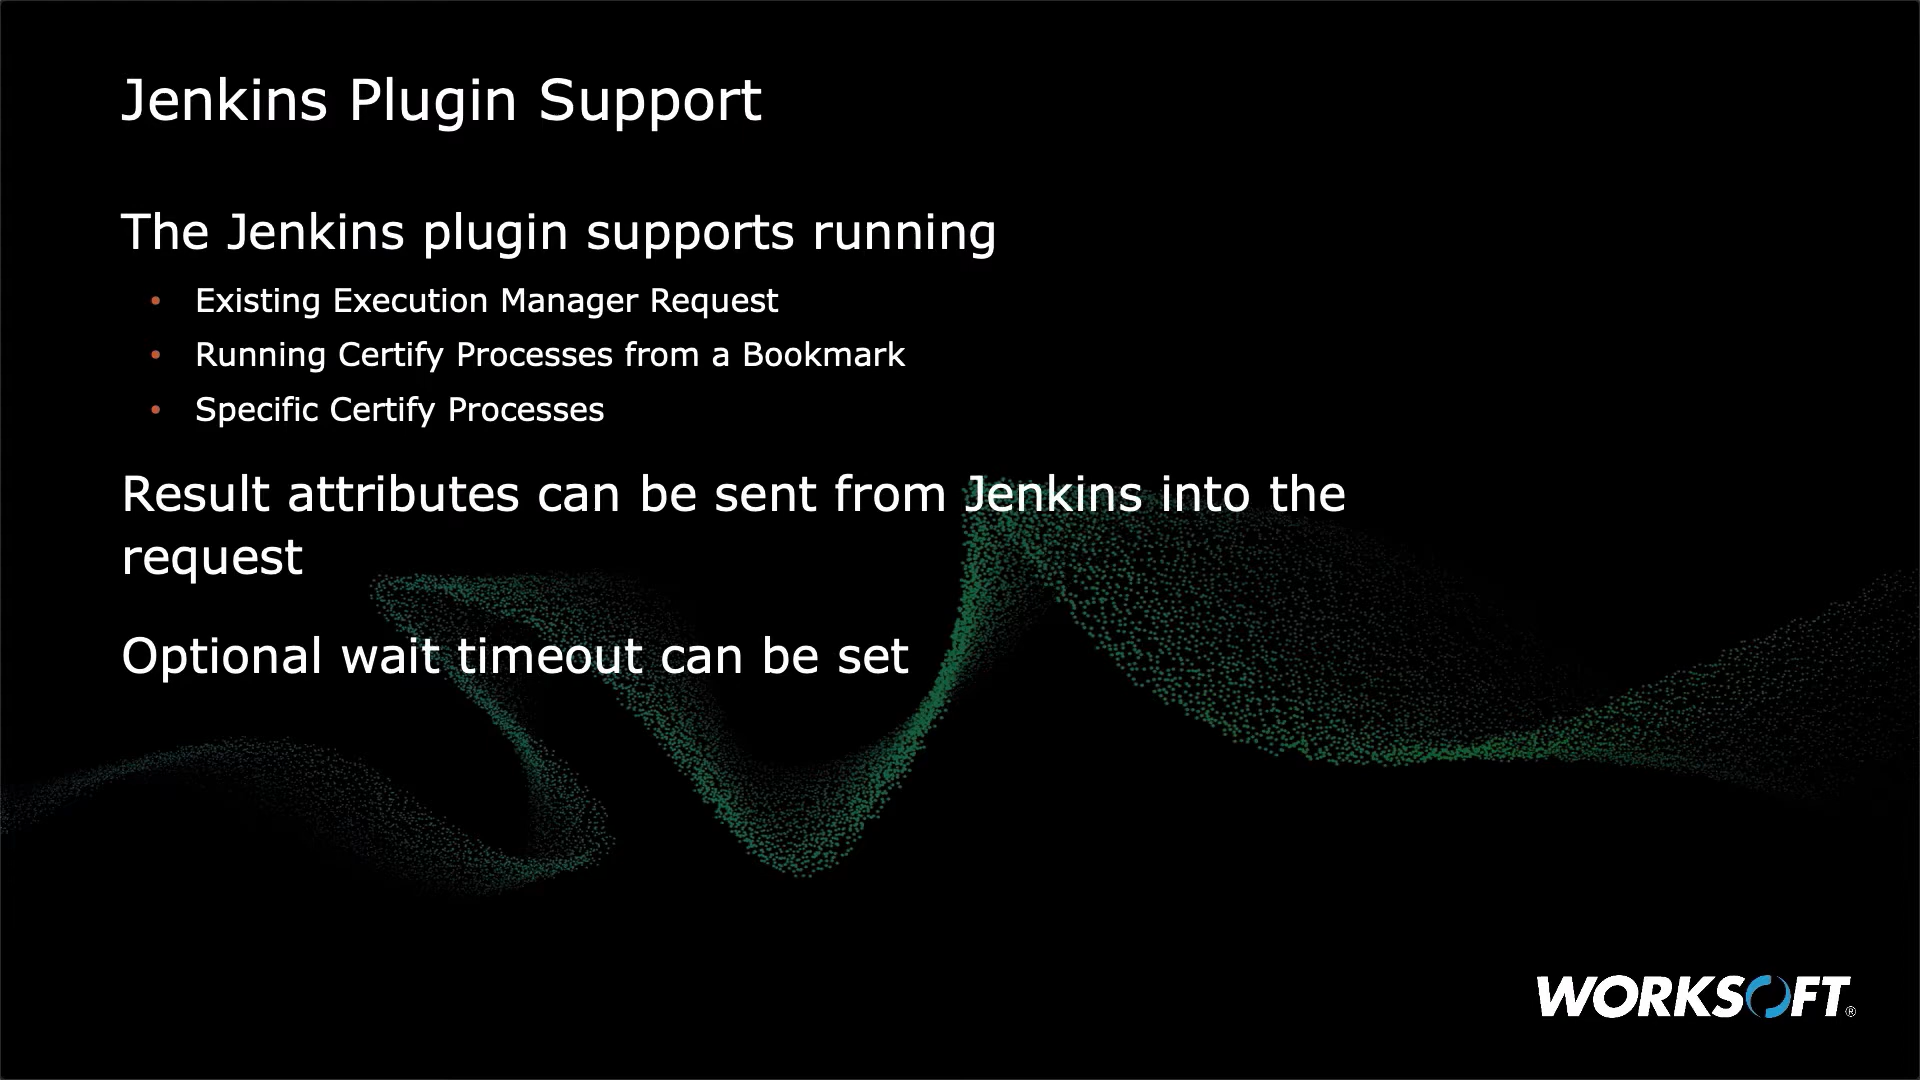 Jenkins Plugin Support
The Jenkins plugin supports running
• Existing Execution Manager Request
• Running Certify Processes from a Bookmark
• Specific Certify Processes
Result attributes can be sent from Jenkins into the
request
Optional wait timeout can be set
WORKSOFT®